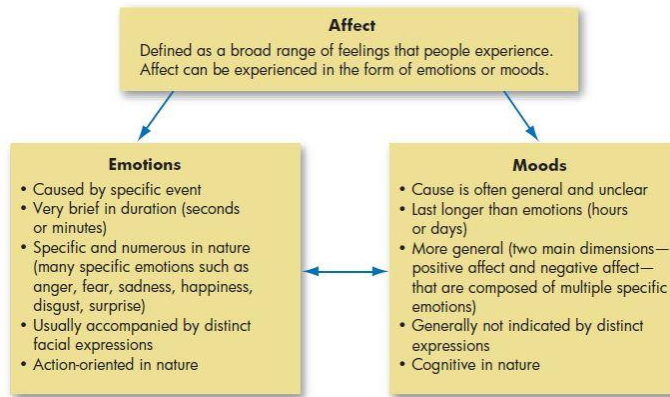 Affect
Defined as a broad range of feelings that people experience.
Affect can be experienced in the form of emotions or moods.
Emotions
• Caused by specific event
• Very brief in duration (seconds
or minutes)
• Specific and numerous in nature
(many specific emotions such as
anger, fear, sadness, happiness,
disgust, surprise)
• Usually accompanied by distinct
facial expressions
• Action-oriented in nature
Moods
• Cause is often general and unclear
• Last longer than emotions (hours
or days)
• More general (two main dimensions—
positive affect and negative affect—
that are composed of multiple specific
emotions)
• Generally not indicated by distinct
expressions
• Cognitive in nature